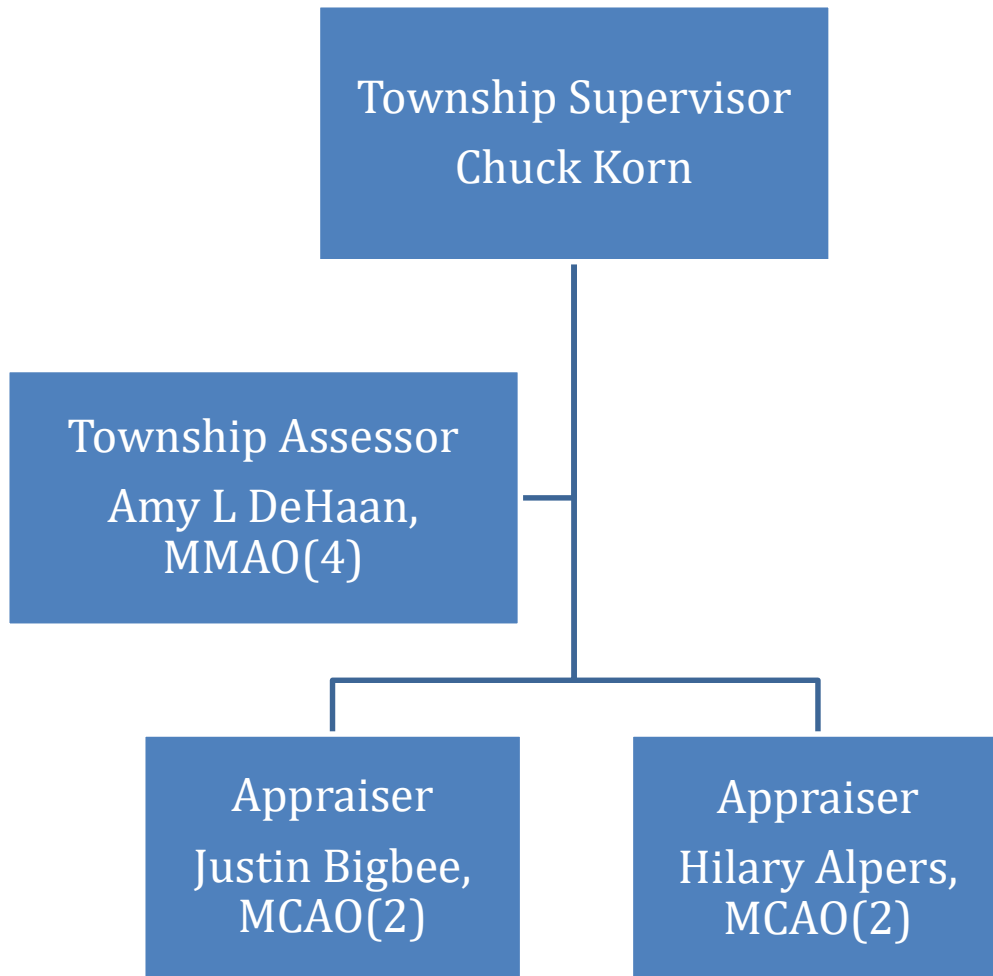 Township Supervisor
Chuck Korn
Township Assessor
Amy L DeHaan,
MMAO(4)
Appraiser
Justin Bigbee,
MCAO(2)
Appraiser
Hilary Alpers,
MCAO(2)